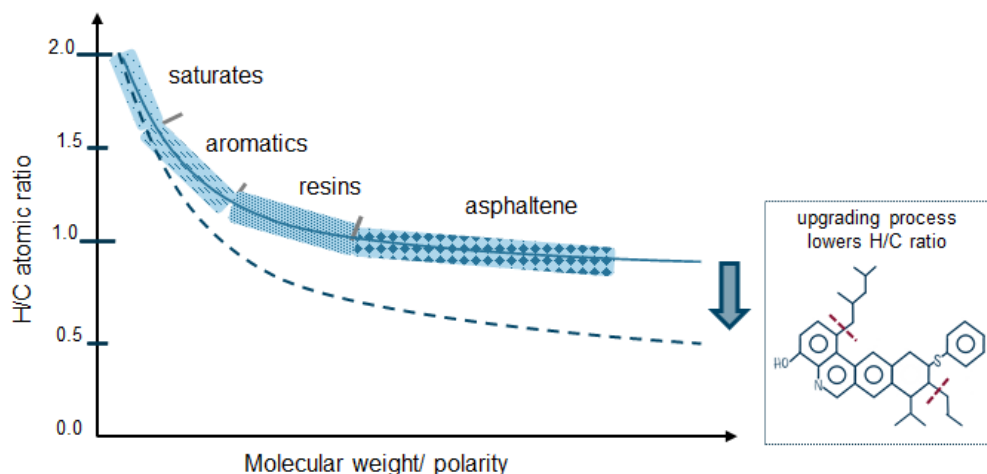 2.0
saturates
1.5
aromatics
resins
asphaltene
1.0
0.5
0.0
H/C atomic ratio
Molecular weight/ polarity
upgrading process
lowers H/C ratio
HO
N
S